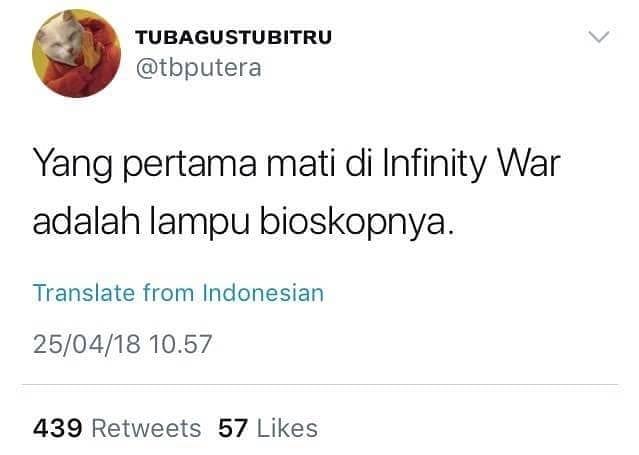 TUBAGUSTUBITRU
@tbputera
Yang pertama mati di Infinity War
adalah lampu bioskopnya.
Translate from Indonesian
25/04/18 10.57
439 Retweets 57 Likes